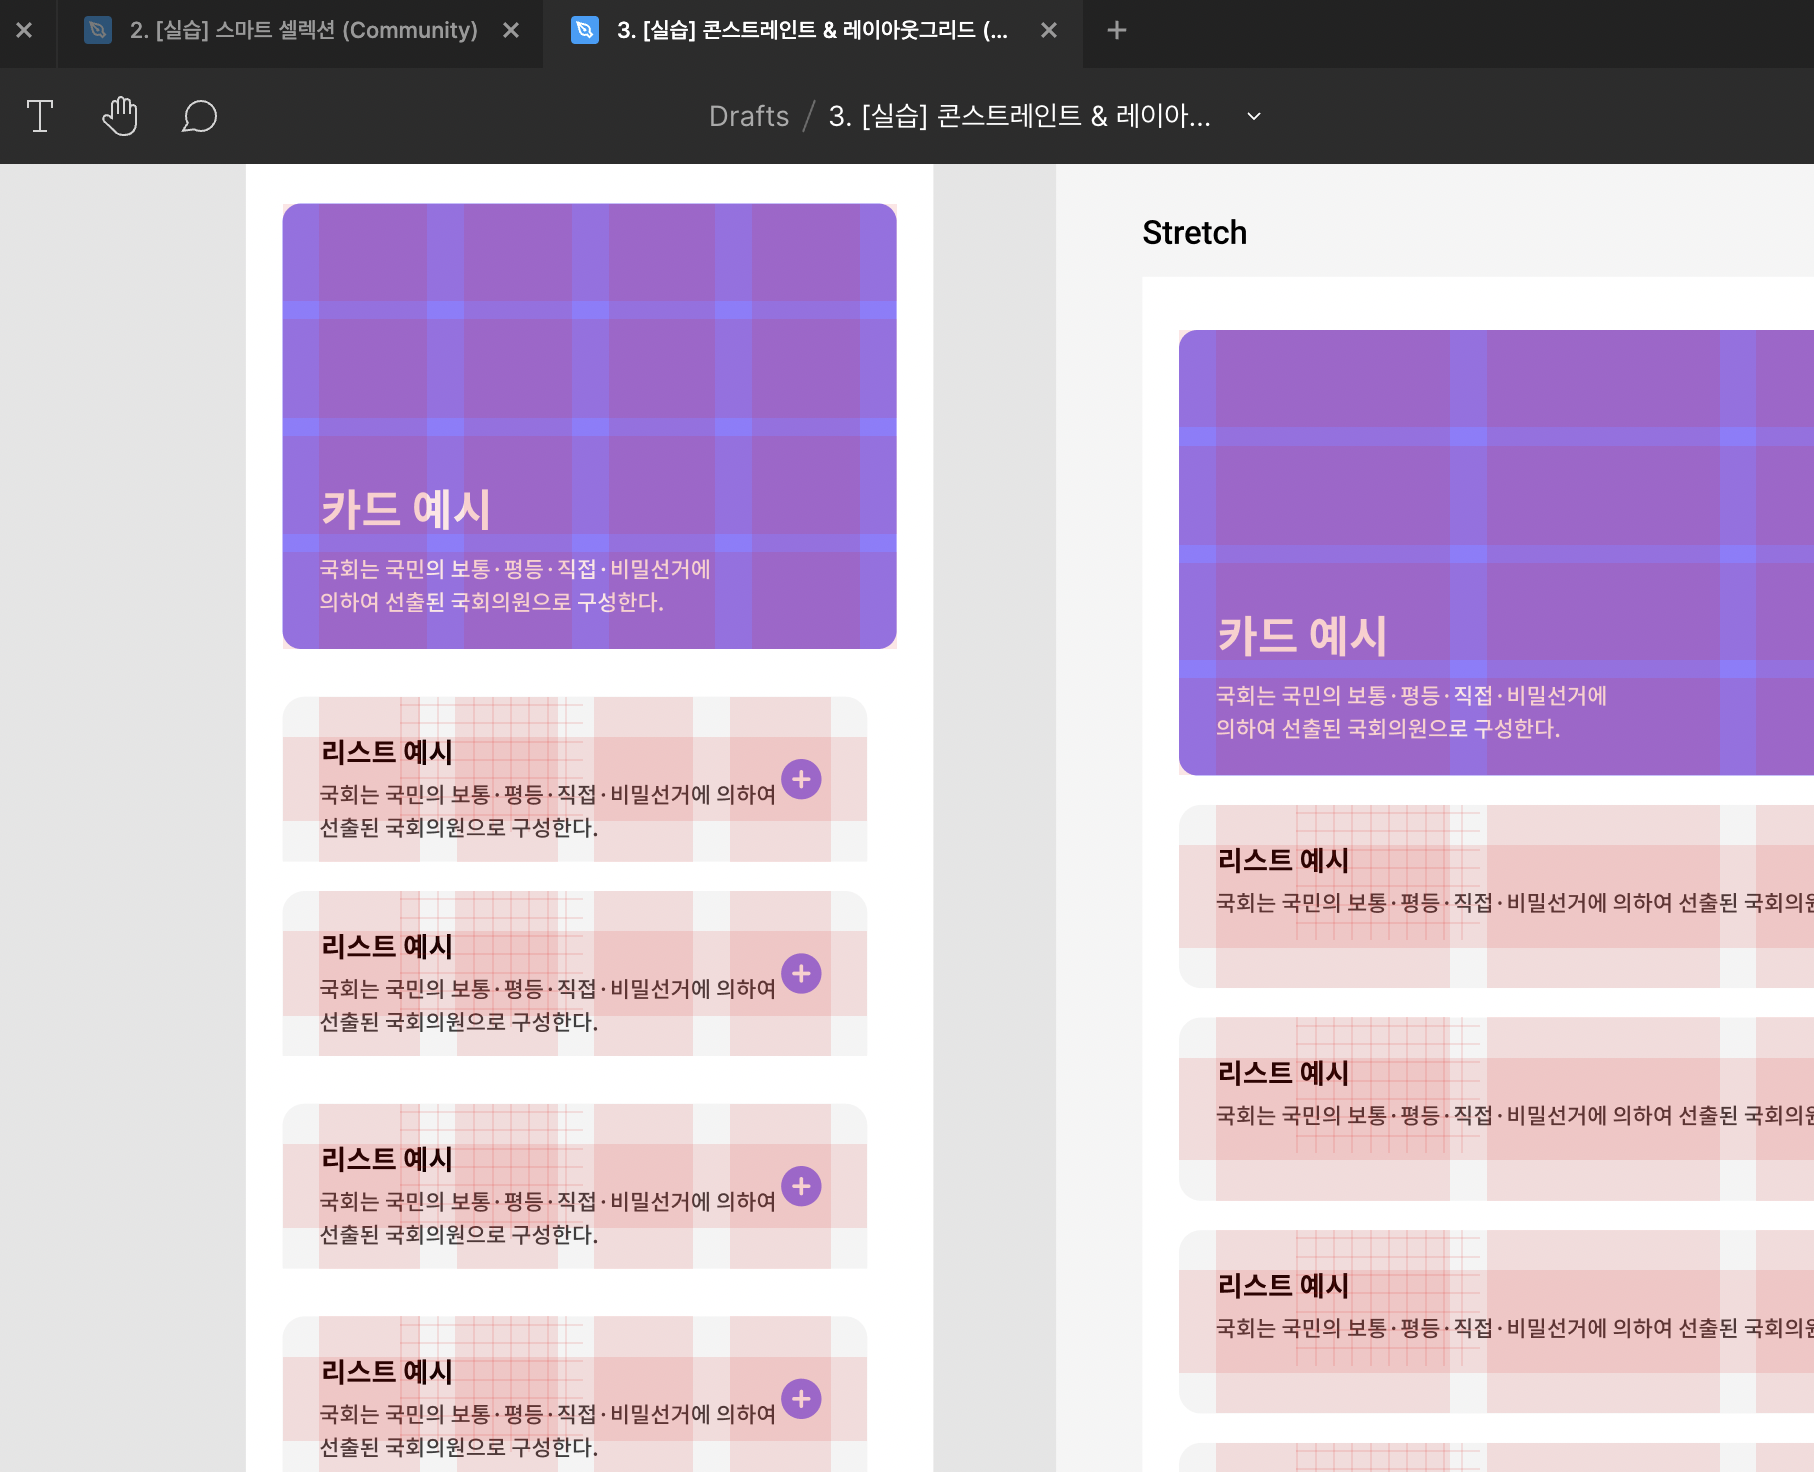 2. [실습] 스마트 셀렉션 (Community)
3. [실습] 콘스트레인트 & 레이아웃그리드 (...
Drafts / 3. [실습] 콘스트레인트 & 레이아...
카드 예시
국회는 국민의 보통·평등·직접·비밀선거에
의하여 선출된 국회의원으로 구성한다.
리스트 예시
국회는 국민의 보통·평등·직접·비밀선거에 의하여
선출된 국회의원으로 구성한다.
리스트 예시
국회는 국민의 보통·평등·직접·비밀선거에 의하여
선출된 국회의원으로 구성한다.
리스트 예시
국회는 국민의 보통·평등·직접·비밀선거에 의하여
선출된 국회의원으로 구성한다.
리스트 예시
국회는 국민의 보통·평등·직접·비밀선거에 의하여
선출된 국회의원으로 구성한다.
Stretch
카드 예시
국회는 국민의 보통·평등·직접·비밀선거에
의하여 선출된 국회의원으로 구성한다.
리스트 예시
국회는 국민의 보통·평등·직접·비밀선거에 의하여 선출된 국회의원
리스트 예시
국회는 국민의 보통·평등·직접·비밀선거에 의하여 선출된 국회의원
리스트 예시
국회는 국민의 보통·평등·직접·비밀선거에 의하여 선출된 국회의원